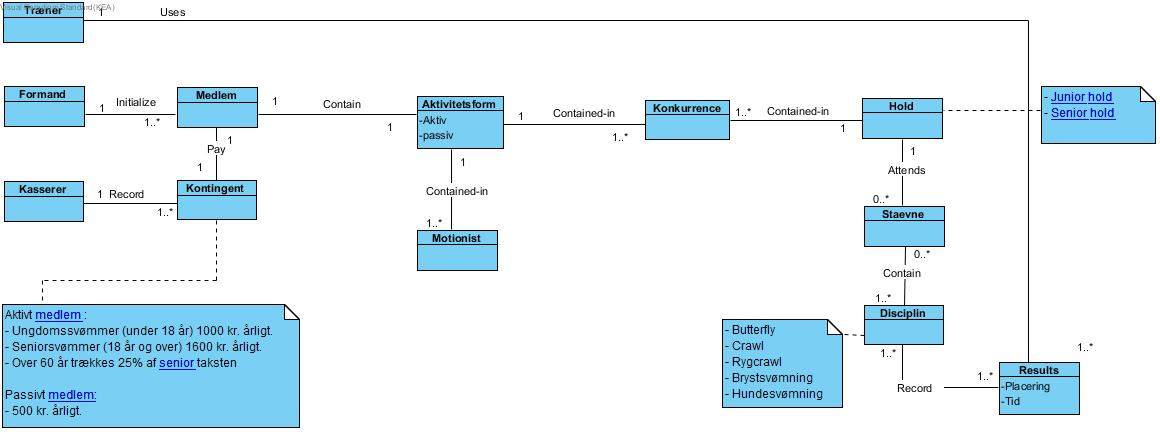 Træner
1
Uses
Formand
1
Initialize
1..*
Medlem
1
Contain
1
Aktivitetsform
-Aktiv
-passiv
1
Contained-in
1..*
Konkurrence
1..*
Contained-in
1
Hold
- Junior hold
- Senior hold
1
Pay
1
Kasserer
1
Record
1..*
Kontingent
1
Contained-in
1..*
Motionist
1
Attends
0..*
Staevne
0..*
Contain
1..*
Disciplin
Aktivt medlem :
- Ungdomssvømmer (under 18 år) 1000 kr. årligt.
- Seniorsvømmer (18 år og over) 1600 kr. årligt.
- Over 60 år trækkes 25% af senior taksten
Passivt medlem:
- 500 kr. årligt.
- Butterfly
- Crawl
- Rygcrawl
- Brystsvømning
- Hundesvømning
1..*
Record
1..*
1..*
Results
-Placering
-Tid